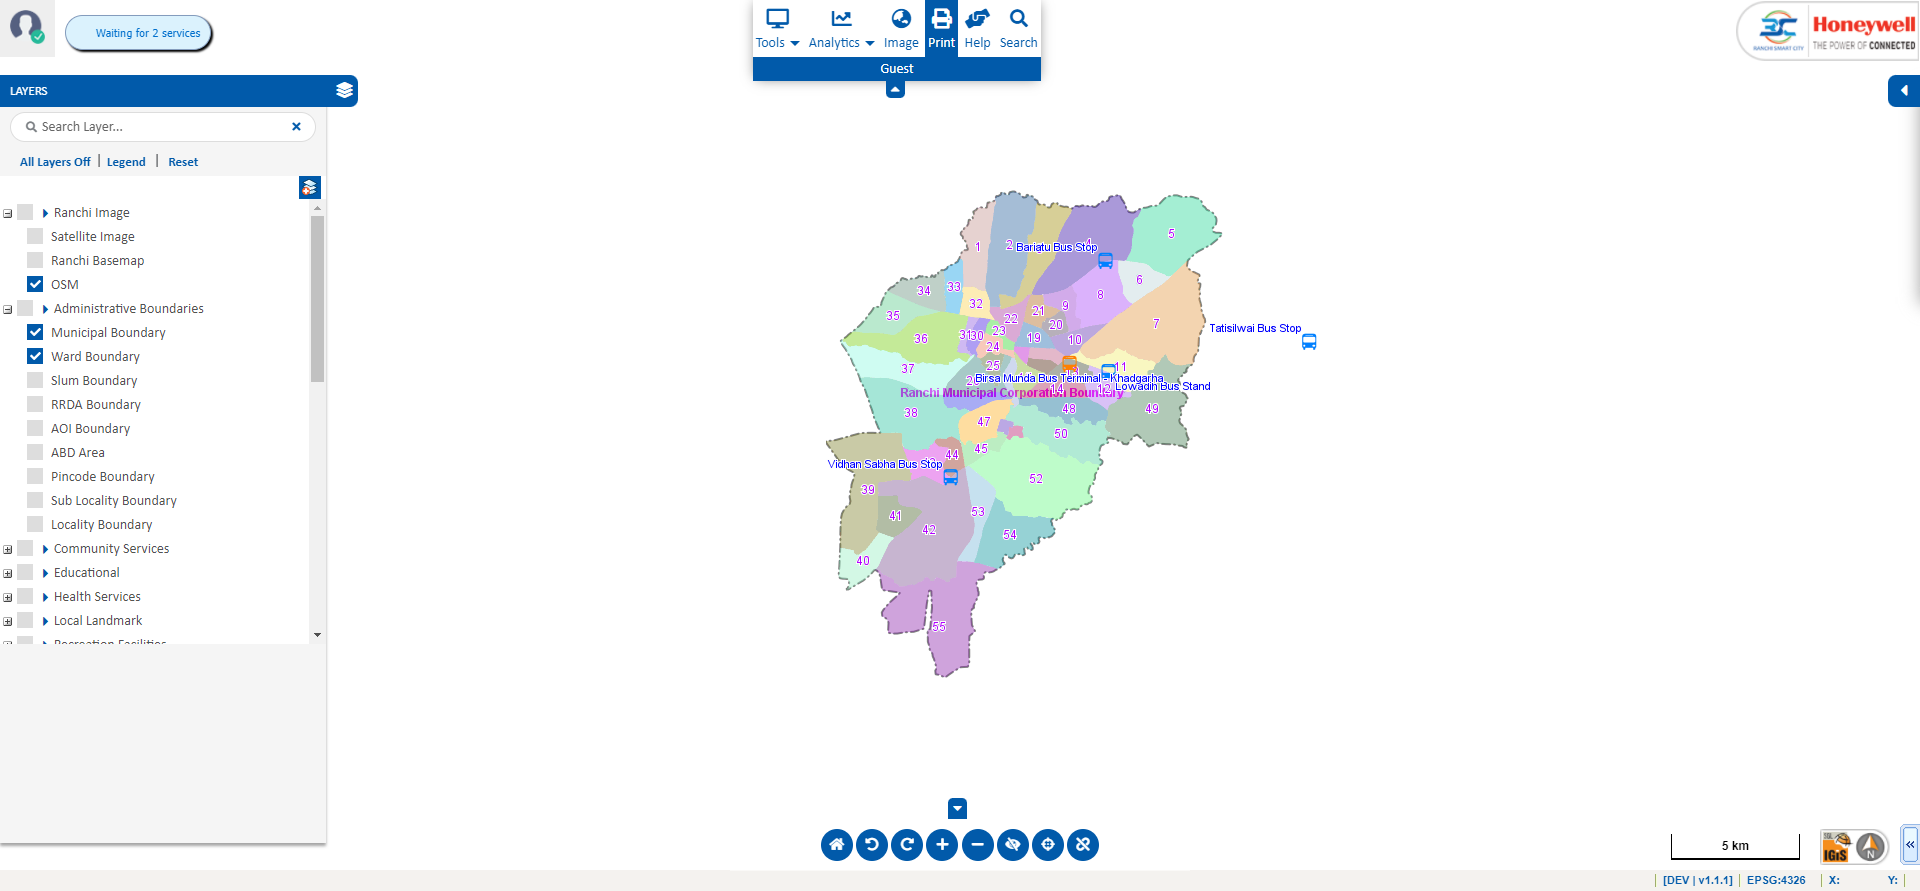 Waiting for 2 services
Tools
Analytics
Image
Print
Help
Search
Guest
RANCHI SMART CITY
Honeywell
THE POWER OF CONNECTED
LAYERS
Search Layer...
All Layers Off | Legend | Reset
Ranchi Image
Satellite Image
Ranchi Basemap
OSM
Administrative Boundaries
Municipal Boundary
Ward Boundary
Slum Boundary
RRDA Boundary
AOI Boundary
ABD Area
Pincode Boundary
Sub Locality Boundary
Locality Boundary
Community Services
Educational
Health Services
Local Landmark
Recreation Facilities
1
2
Bariatu Bus Stop
5
6
34
33
32
8
9
21
22
35
7
20
Tatisilwai Bus Stop
36
31
30
23
19
10
24
37
25
11
Birsa Munda Bus Terminal - Khadgarha
Lowadih Bus Stand
Ranchi Municipal Corporation Boundary
14
38
48
49
47
50
45
44
Vidhan Sabha Bus Stop
52
39
53
41
42
54
40
55
5 km
SGL
IGiS
N
[DEV | v1.1.1]
EPSG:4326
X:
Y: